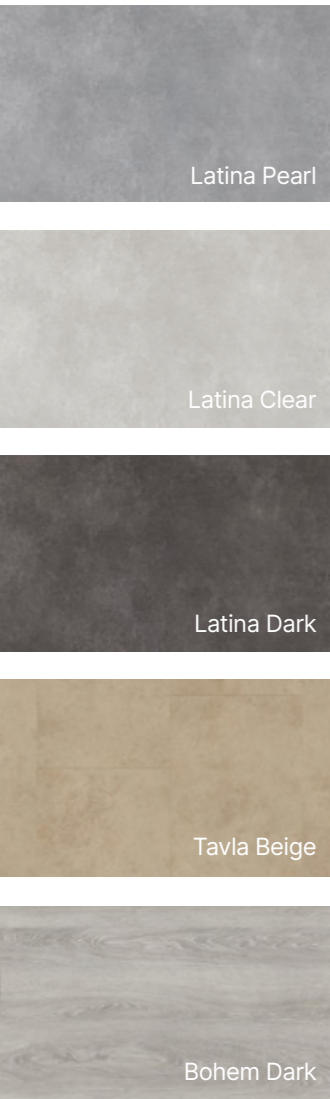 Latina Pearl
Latina Clear
Latina Dark
Tavla Beige
Bohem Dark